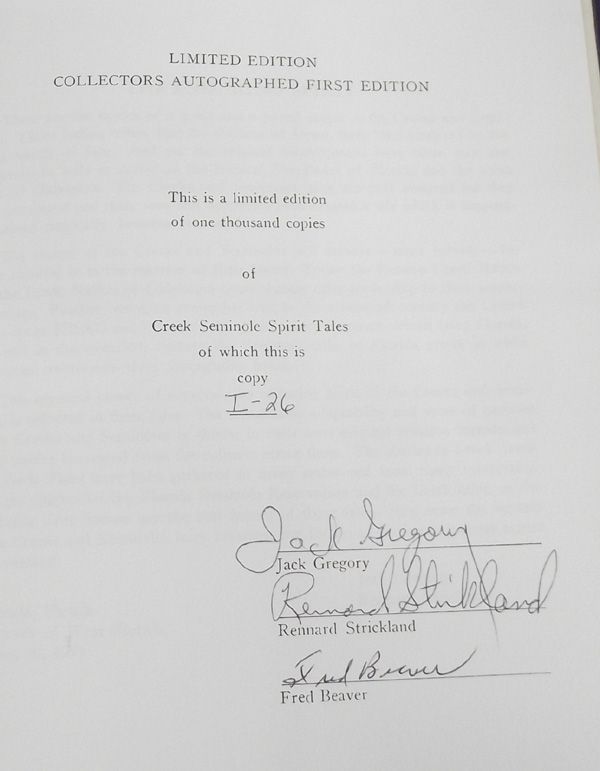 LIMITED EDITION
COLLECTORS AUTOGRAPHED FIRST EDITION
This is a limited edition
of one thousand copies
of
Creek Seminole Spirit Tales
of which this is
copy
I-26
Jack Gregory
Jack Gregory
Rennard Strickland
Rennard Strickland
Fred Beaver
Fred Beaver